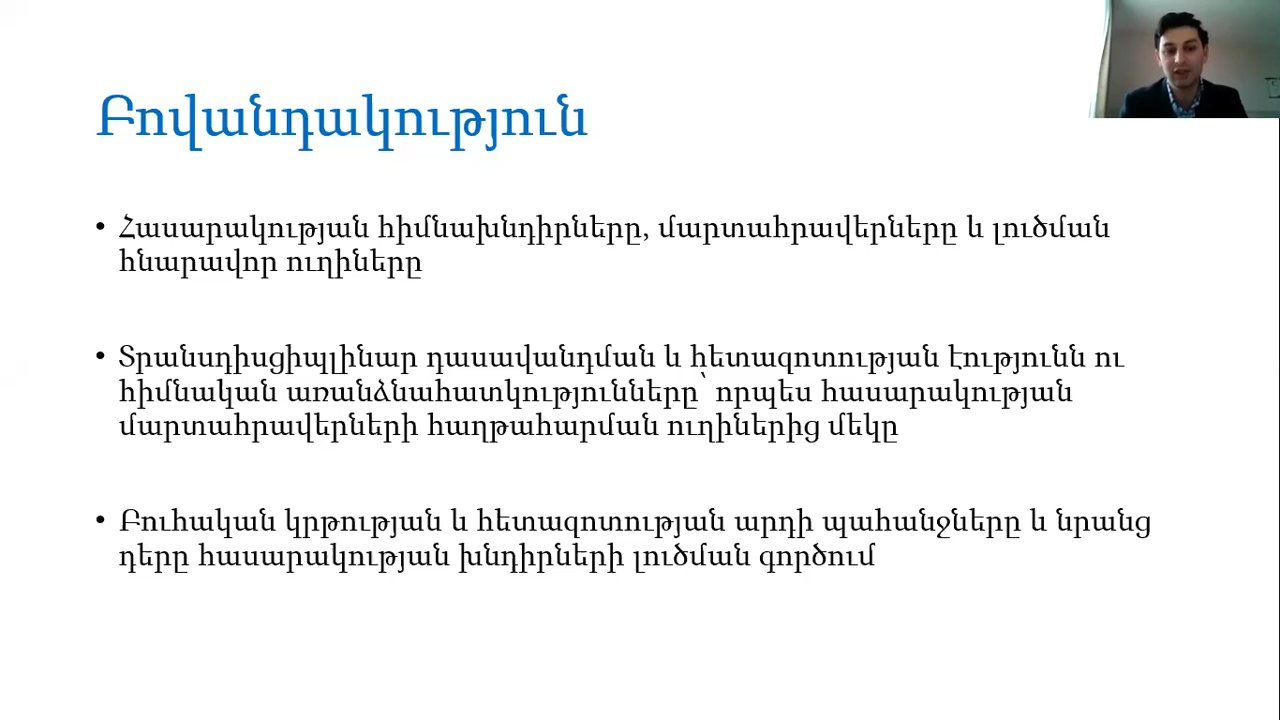 Բովանդակություն
• Հասարակության հիմնախնդիրները, մարտահրավերները և լուծման
հնարավոր ուղիները
• Տրանսդիսցիպլինար դասավանդման և հետազոտության էությունն ու
հիմնական առանձնահատկությունները՝ որպես հասարակության
մարտահրավերների հաղթահարման ուղիներից մեկը
• Բուհական կրթության և հետազոտության արդի պահանջները և նրանց
դերը հասարակության խնդիրների լուծման գործում